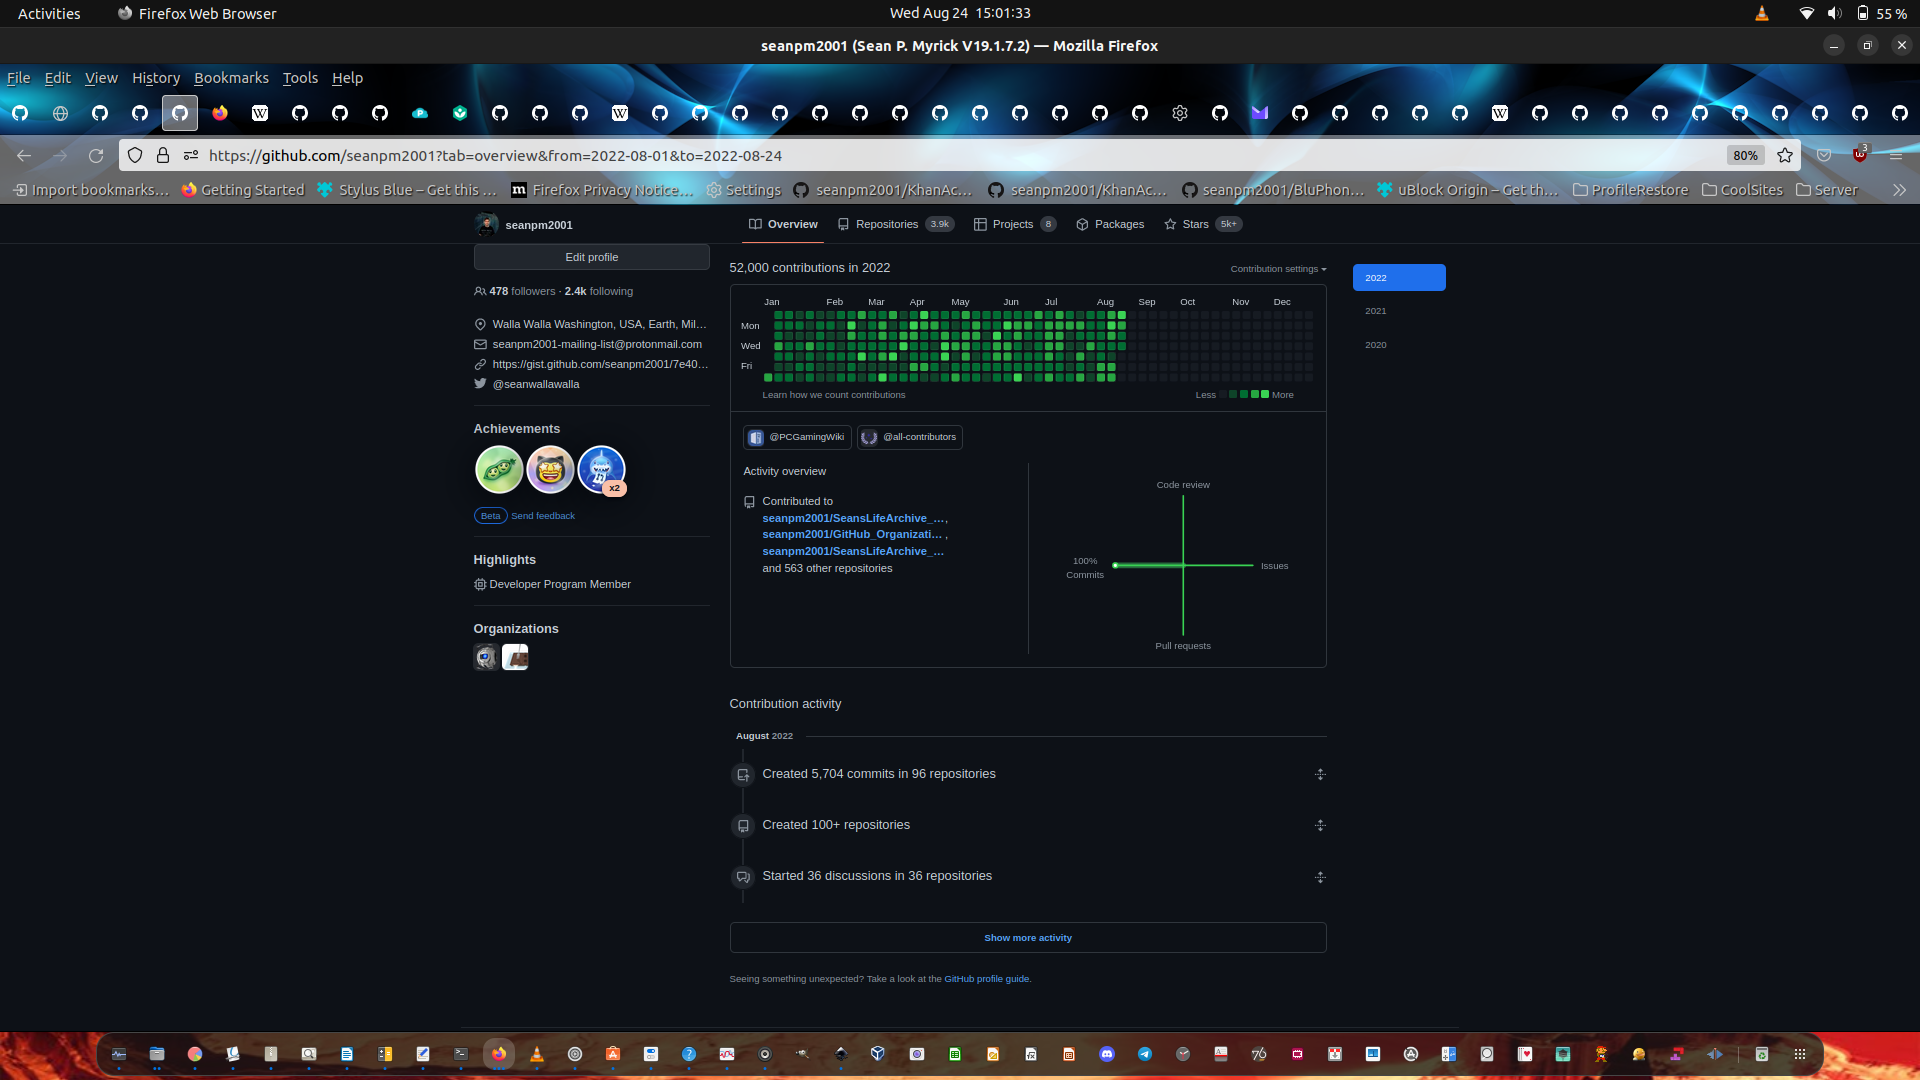 Activities
Firefox Web Browser
Wed Aug 24 15:01:33
55 %
seanpm2001 (Sean P. Myrick V19.1.7.2) — Mozilla Firefox
File Edit View History Bookmarks Tools Help
https://github.com/seanpm2001?tab=overview&from=2022-08-01&to=2022-08-24
80%
3
Import bookmarks… Getting Started Stylus Blue – Get this … Firefox Privacy Notice… Settings seanpm2001/KhanAc… seanpm2001/KhanAc… seanpm2001/BluPhon… uBlock Origin – Get th… ProfileRestore CoolSites Server
seanpm2001
Overview Repositories 3.9k Projects 8 Packages Stars 5k+
Edit profile
478 followers · 2.4k following
Walla Walla Washington, USA, Earth, Mil…
seanpm2001-mailing-list@protonmail.com
https://gist.github.com/seanpm2001/7e40…
@seanwallawalla
Achievements
x2
Beta Send feedback
Highlights
Developer Program Member
Organizations
52,000 contributions in 2022
Contribution settings
Jan Feb Mar Apr May Jun Jul Aug Sep Oct Nov Dec
Mon
Wed
Fri
Learn how we count contributions
Less More
@PCGamingWiki @all-contributors
Activity overview
Contributed to
seanpm2001/SeansLifeArchive_…,
seanpm2001/GitHub_Organizati… ,
seanpm2001/SeansLifeArchive_…
and 563 other repositories
Code review
100%
Commits
Issues
Pull requests
2022
2021
2020
Contribution activity
August 2022
Created 5,704 commits in 96 repositories
Created 100+ repositories
Started 36 discussions in 36 repositories
Show more activity
Seeing something unexpected? Take a look at the GitHub profile guide.